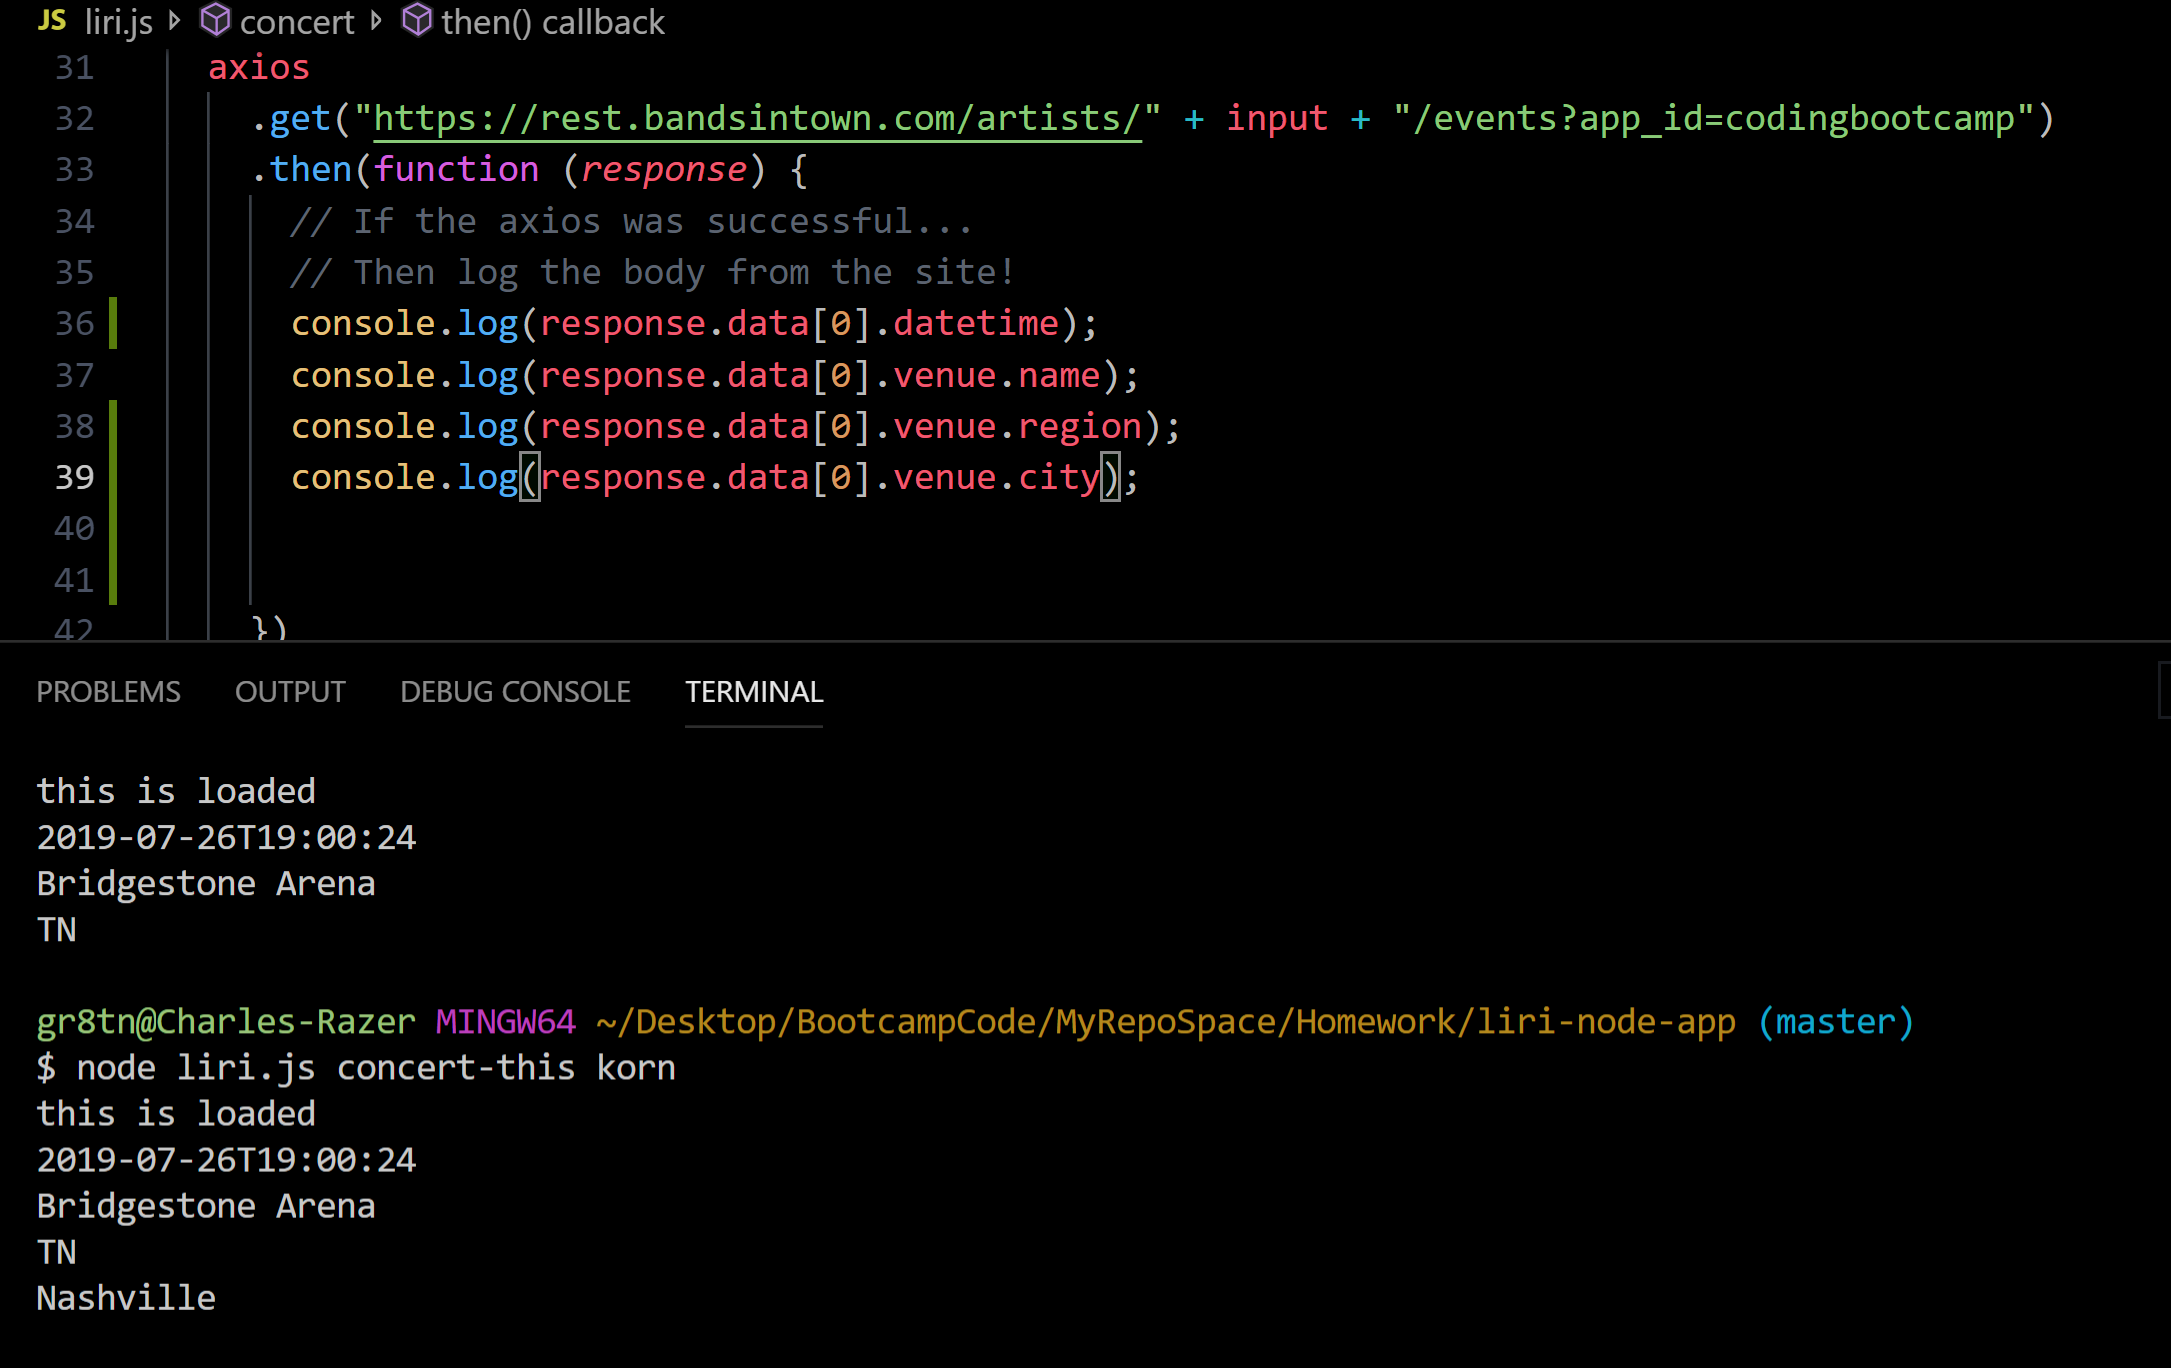 JS liri.js concert then() callback
31 axios
32 .get("https://rest.bandsintown.com/artists/" + input + "/events?app_id=codingbootcamp")
33 .then(function (response) {
34 // If the axios was successful...
35 // Then log the body from the site!
36 console.log(response.data[0].datetime);
37 console.log(response.data[0].venue.name);
38 console.log(response.data[0].venue.region);
39 console.log(response.data[0].venue.city);
40
41
42 })
PROBLEMS OUTPUT DEBUG CONSOLE TERMINAL
this is loaded
2019-07-26T19:00:24
Bridgestone Arena
TN
gr8tn@Charles-Razer MINGW64 ~/Desktop/BootcampCode/MyRepoSpace/Homework/liri-node-app (master)
$ node liri.js concert-this korn
this is loaded
2019-07-26T19:00:24
Bridgestone Arena
TN
Nashville